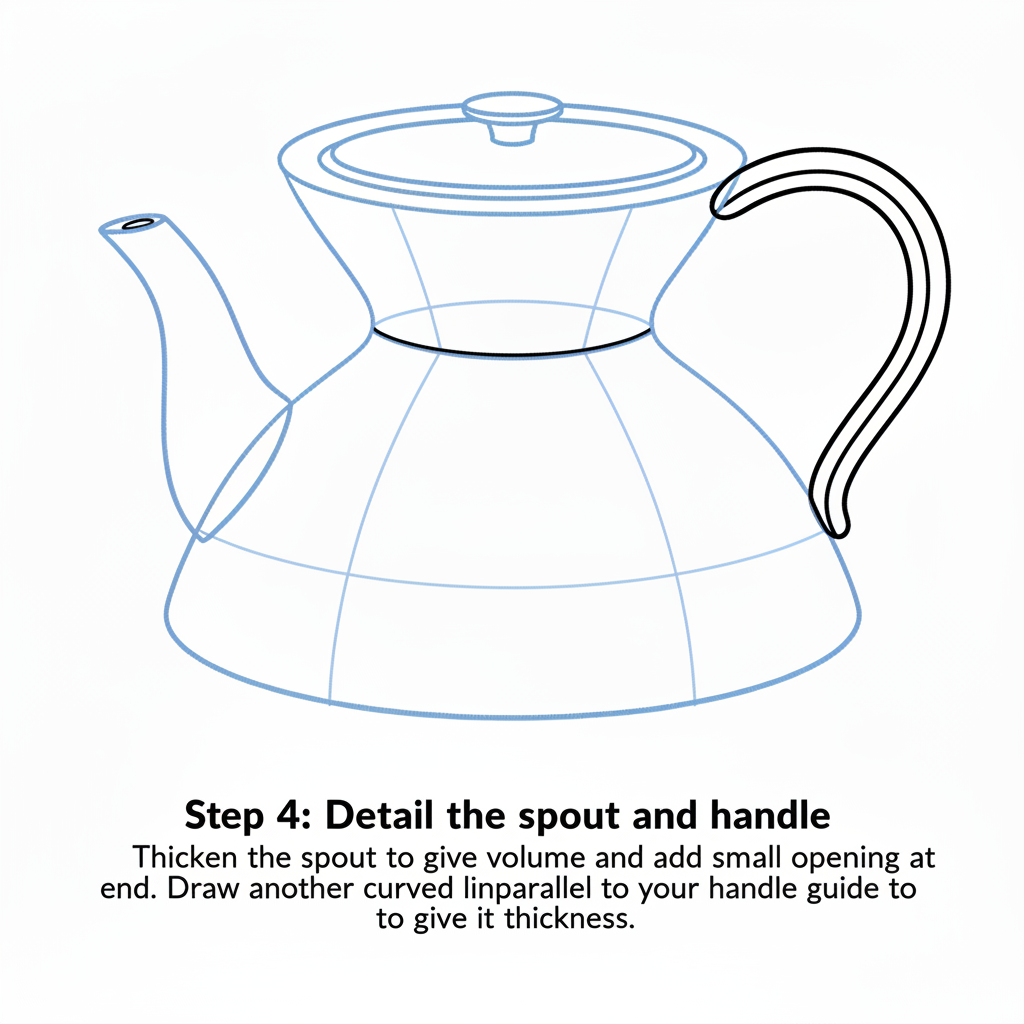 Step 4: Detail the spout and handle
Thicken the spout to give volume and add small opening at
end. Draw another curved linparallel to your handle guide to
to give it thickness.